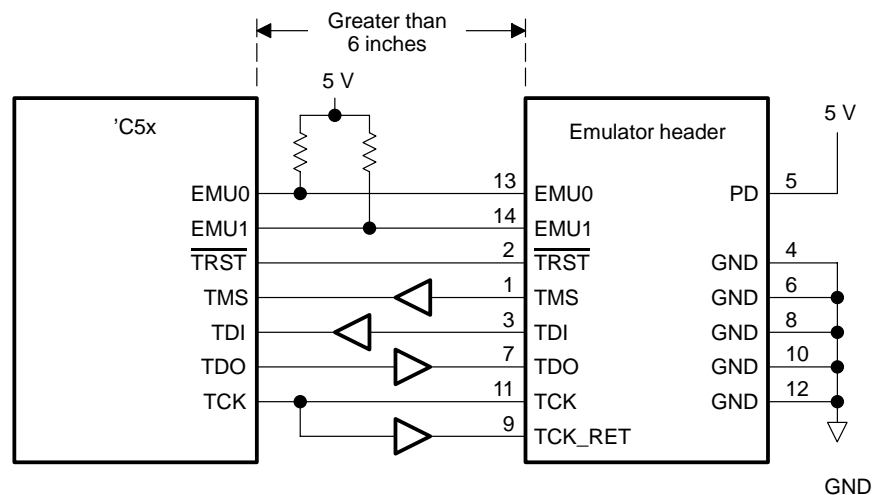 Greater than
6 inches
5 V
'C5x
Emulator header
5 V
EMU0 13 EMU0 PD 5
EMU1 14 EMU1
TRST 2 TRST GND 4
TMS 1 TMS GND 6
TDI 3 TDI GND 8
TDO 7 TDO GND 10
TCK 11 TCK GND 12
9 TCK_RET
GND